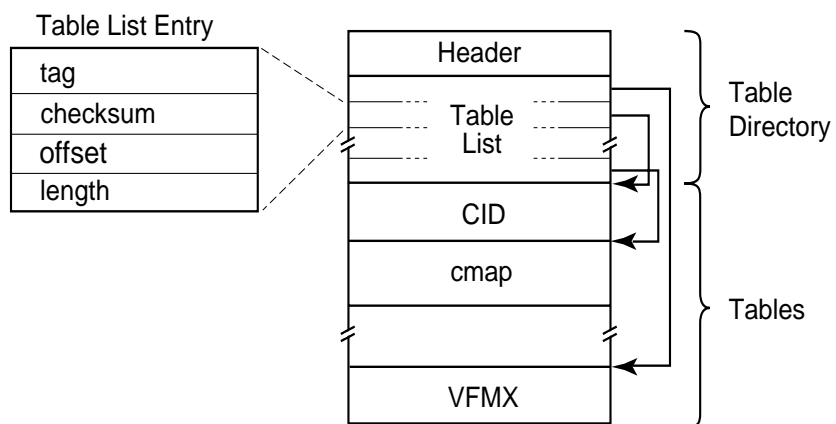 Table List Entry
tag
checksum
offset
length
Header
Table
List
CID
cmap
VFMX
Table
Directory
Tables